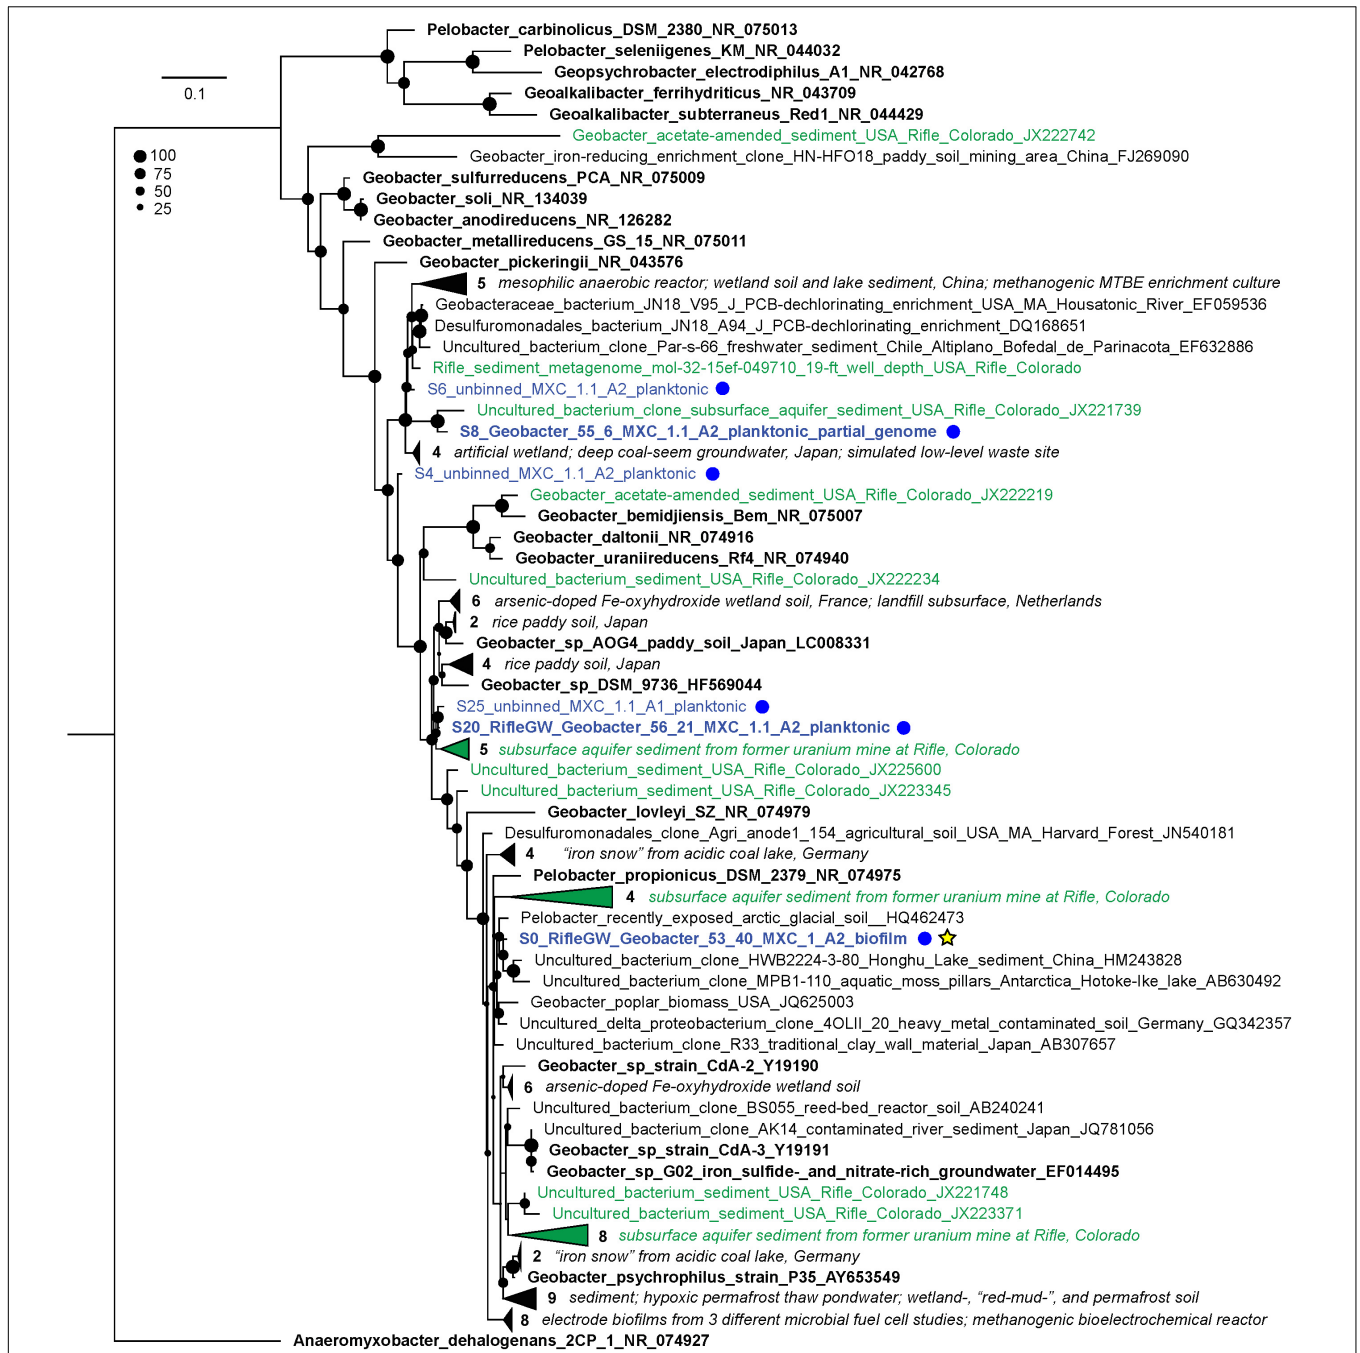 Pelobacter_carbinolicus_DSM_2380_NR_075013
Pelobacter_seleniigenes_KM_NR_044032
Geopsychrobacter_electrodiphilus_A1_NR_042768
0.1
Geoalkalibacter_ferrihydriticus_NR_043709
Geoalkalibacter_subterraneus_Red1_NR_044429
Geobacter_acetate-amended_sediment_USA_Rifle_Colorado_JX222742
100
Geobacter_iron-reducing_enrichment_clone_HN-HFO18_paddy_soil_mining_area_China_FJ269090
75
Geobacter_sulfurreducens_PCA_NR_075009
50
Geobacter_soli_NR_134039
25
Geobacter_anodireducens_NR_126282
Geobacter_metallireducens_GS_15_NR_075011
Geobacter_pickeringii_NR_043576
5 mesophilic anaerobic reactor; wetland soil and lake sediment, China; methanogenic MTBE enrichment culture
Geobacteraceae_bacterium_JN18_V95_J_PCB-dechlorinating_enrichment_USA_MA_Housatonic_River_EF059536
Desulfuromonadales_bacterium_JN18_A94_J_PCB-dechlorinating_enrichment_DQ168651
Uncultured_bacterium_clone_Par-s-66_freshwater_sediment_Chile_Altiplano_Bofedal_de_Parinacota_EF632886
Rifle_sediment_metagenome_mol-32-15ef-049710_19-ft_well_depth_USA_Rifle_Colorado
S6_unbinned_MXC_1.1_A2_planktonic
Uncultured_bacterium_clone_subsurface_aquifer_sediment_USA_Rifle_Colorado_JX221739
S8_Geobacter_55_6_MXC_1.1_A2_planktonic_partial_genome
4 artificial wetland; deep coal-seem groundwater, Japan; simulated low-level waste site
S4_unbinned_MXC_1.1_A2_planktonic
Geobacter_acetate-amended_sediment_USA_Rifle_Colorado_JX222219
Geobacter_bemidjiensis_Bem_NR_075007
Geobacter_daltonii_NR_074916
Geobacter_uraniireducens_Rf4_NR_074940
Uncultured_bacterium_sediment_USA_Rifle_Colorado_JX222234
6 arsenic-doped Fe-oxyhydroxide wetland soil, France; landfill subsurface, Netherlands
2 rice paddy soil, Japan
Geobacter_sp_AOG4_paddy_soil_Japan_LC008331
4 rice paddy soil, Japan
Geobacter_sp_DSM_9736_HF569044
S25_unbinned_MXC_1.1_A1_planktonic
S20_RifleGW_Geobacter_56_21_MXC_1.1_A2_planktonic
5 subsurface aquifer sediment from former uranium mine at Rifle, Colorado
Uncultured_bacterium_sediment_USA_Rifle_Colorado_JX225600
Uncultured_bacterium_sediment_USA_Rifle_Colorado_JX223345
Geobacter_lovleyi_SZ_NR_074979
Desulfuromonadales_clone_Agri_anode1_154_agricultural_soil_USA_MA_Harvard_Forest_JN540181
4 “iron snow” from acidic coal lake, Germany
Pelobacter_propionicus_DSM_2379_NR_074975
4 subsurface aquifer sediment from former uranium mine at Rifle, Colorado
Pelobacter_recently_exposed_arctic_glacial_soil__HQ462473
S0_RifleGW_Geobacter_53_40_MXC_1_A2_biofilm
Uncultured_bacterium_clone_HWB2224-3-80_Honghu_Lake_sediment_China_HM243828
Uncultured_bacterium_clone_MPB1-110_aquatic_moss_pillars_Antarctica_Hotoke-Ike_lake_AB630492
Geobacter_poplar_biomass_USA_JQ625003
Uncultured_delta_proteobacterium_clone_4OLII_20_heavy_metal_contaminated_soil_Germany_GQ342357
Uncultured_bacterium_clone_R33_traditional_clay_wall_material_Japan_AB307657
Geobacter_sp_strain_CdA-2_Y19190
6 arsenic-doped Fe-oxyhydroxide wetland soil
Uncultured_bacterium_clone_BS055_reed-bed_reactor_soil_AB240241
Uncultured_bacterium_clone_AK14_contaminated_river_sediment_Japan_JQ781056
Geobacter_sp_strain_CdA-3_Y19191
Geobacter_sp_G02_iron_sulfide-_and_nitrate-rich_groundwater_EF014495
Uncultured_bacterium_sediment_USA_Rifle_Colorado_JX221748
Uncultured_bacterium_sediment_USA_Rifle_Colorado_JX223371
8 subsurface aquifer sediment from former uranium mine at Rifle, Colorado
2 “iron snow” from acidic coal lake, Germany
Geobacter_psychrophilus_strain_P35_AY653549
9 sediment; hypoxic permafrost thaw pondwater; wetland-, “red-mud-”, and permafrost soil
8 electrode biofilms from 3 different microbial fuel cell studies; methanogenic bioelectrochemical reactor
Anaeromyxobacter_dehalogenans_2CP_1_NR_074927